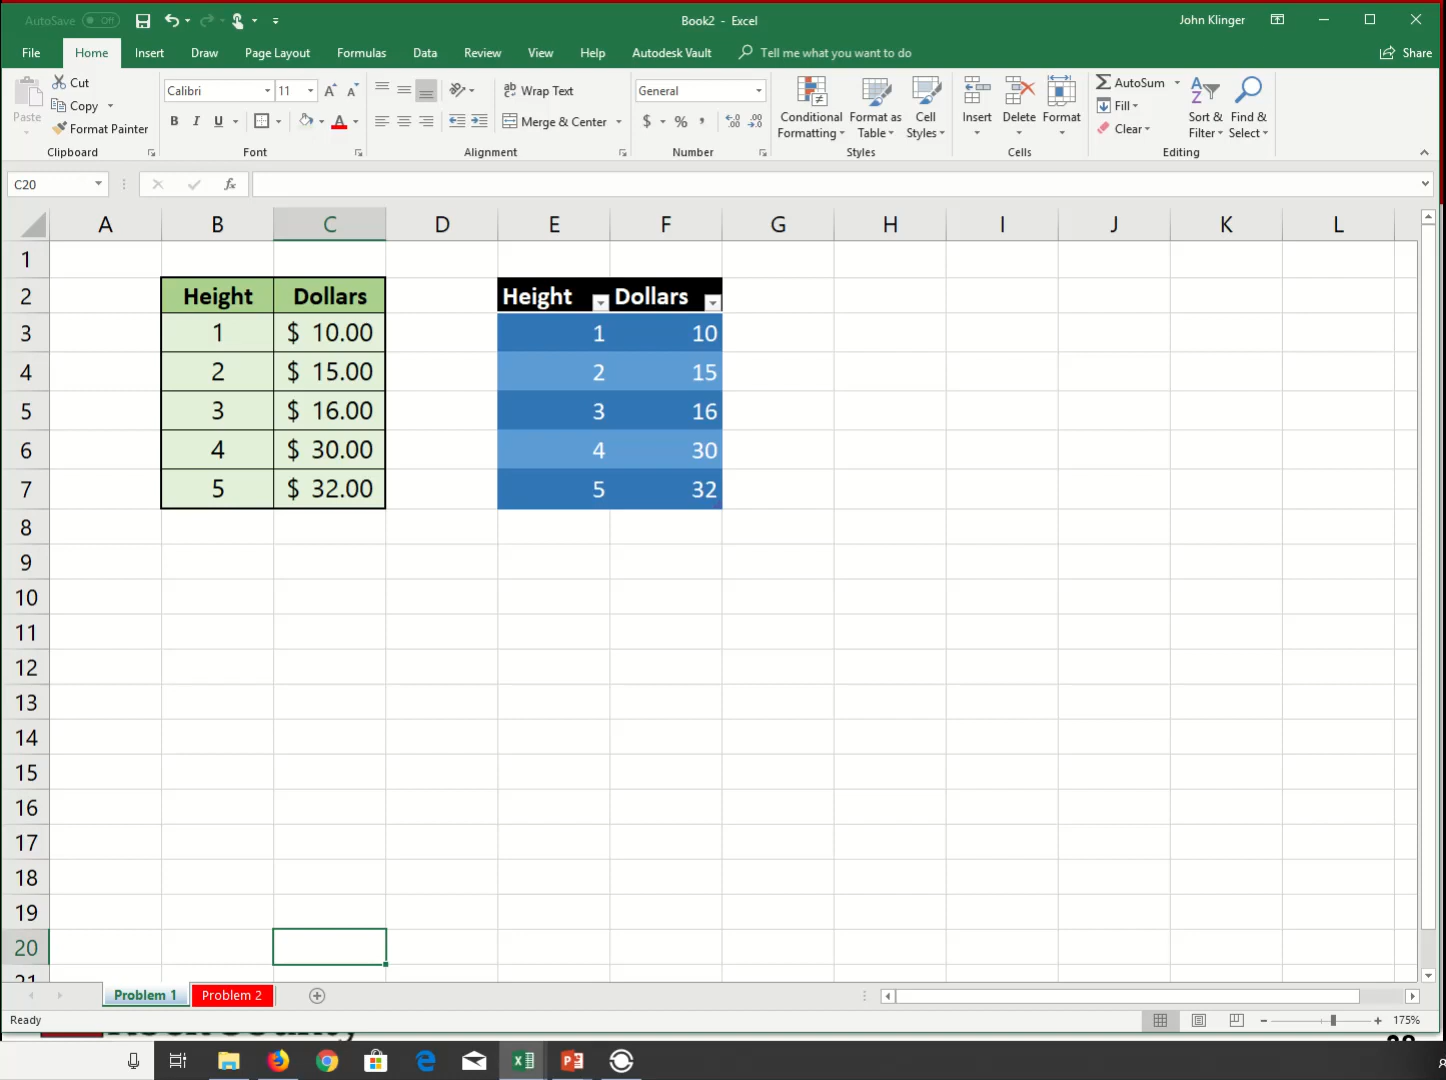 AutoSave Off
Book2 - Excel
John Klinger
File Home Insert Draw Page Layout Formulas Data Review View Help Autodesk Vault Tell me what you want to do Share
Paste Cut Copy Format Painter Clipboard
Calibri 11 B I U Font
ab Wrap Text Merge & Center Alignment
General $ % , Number
Conditional Formatting Format as Table Cell Styles Styles
Insert Delete Format Cells
AutoSum Fill Clear Sort & Filter Find & Select Editing
C20 fx
A B C D E F G H I J K L
1
2 Height Dollars Height Dollars
3 1 $ 10.00 1 10
4 2 $ 15.00 2 15
5 3 $ 16.00 3 16
6 4 $ 30.00 4 30
7 5 $ 32.00 5 32
8
9
10
11
12
13
14
15
16
17
18
19
20
21
Problem 1 Problem 2
Ready 175%